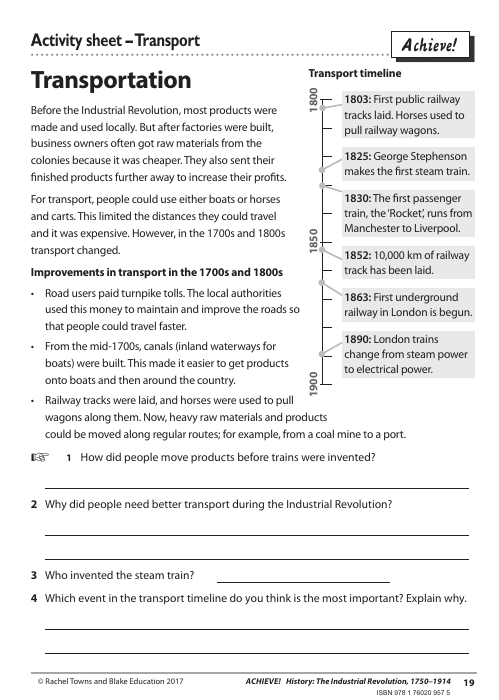 Activity sheet – Transport
Achieve!
Transportation
Before the Industrial Revolution, most products were
made and used locally. But after factories were built,
business owners often got raw materials from the
colonies because it was cheaper. They also sent their
finished products further away to increase their profits.
For transport, people could use either boats or horses
and carts. This limited the distances they could travel
and it was expensive. However, in the 1700s and 1800s
transport changed.
Improvements in transport in the 1700s and 1800s
• Road users paid turnpike tolls. The local authorities
used this money to maintain and improve the roads so
that people could travel faster.
• From the mid-1700s, canals (inland waterways for
boats) were built. This made it easier to get products
onto boats and then around the country.
• Railway tracks were laid, and horses were used to pull
wagons along them. Now, heavy raw materials and products
could be moved along regular routes; for example, from a coal mine to a port.
Transport timeline
1800
1803: First public railway
tracks laid. Horses used to
pull railway wagons.
1825: George Stephenson
makes the first steam train.
1830: The first passenger
train, the ‘Rocket’, runs from
Manchester to Liverpool.
1850
1852: 10,000 km of railway
track has been laid.
1863: First underground
railway in London is begun.
1890: London trains
change from steam power
to electrical power.
1900
1 How did people move products before trains were invented?
2 Why did people need better transport during the Industrial Revolution?
3 Who invented the steam train?
4 Which event in the transport timeline do you think is the most important? Explain why.
© Rachel Towns and Blake Education 2017
ACHIEVE! History: The Industrial Revolution, 1750–1914 19
ISBN 978 1 76020 957 5